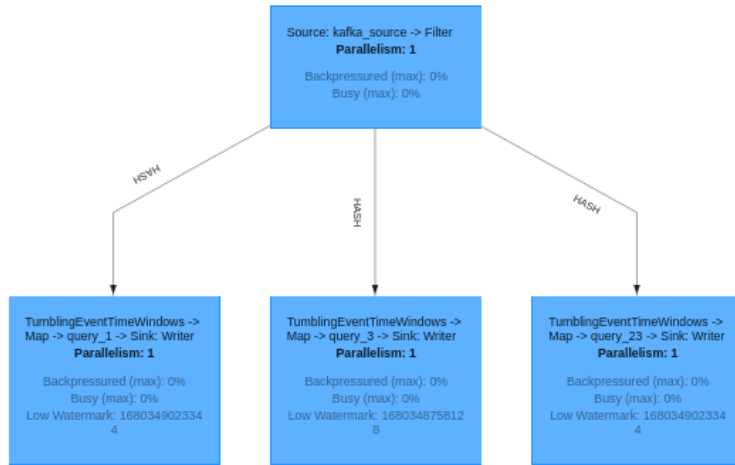 Source: kafka_source -> Filter
Parallelism: 1
Backpressured (max): 0%
Busy (max): 0%
HASH
HASH
HASH
TumblingEventTimeWindows ->
Map -> query_1 -> Sink: Writer
Parallelism: 1
Backpressured (max): 0%
Busy (max): 0%
Low Watermark: 168034902334
4
TumblingEventTimeWindows ->
Map -> query_3 -> Sink: Writer
Parallelism: 1
Backpressured (max): 0%
Busy (max): 0%
Low Watermark: 168034875812
8
TumblingEventTimeWindows ->
Map -> query_23 -> Sink: Writer
Parallelism: 1
Backpressured (max): 0%
Busy (max): 0%
Low Watermark: 168034902334
4